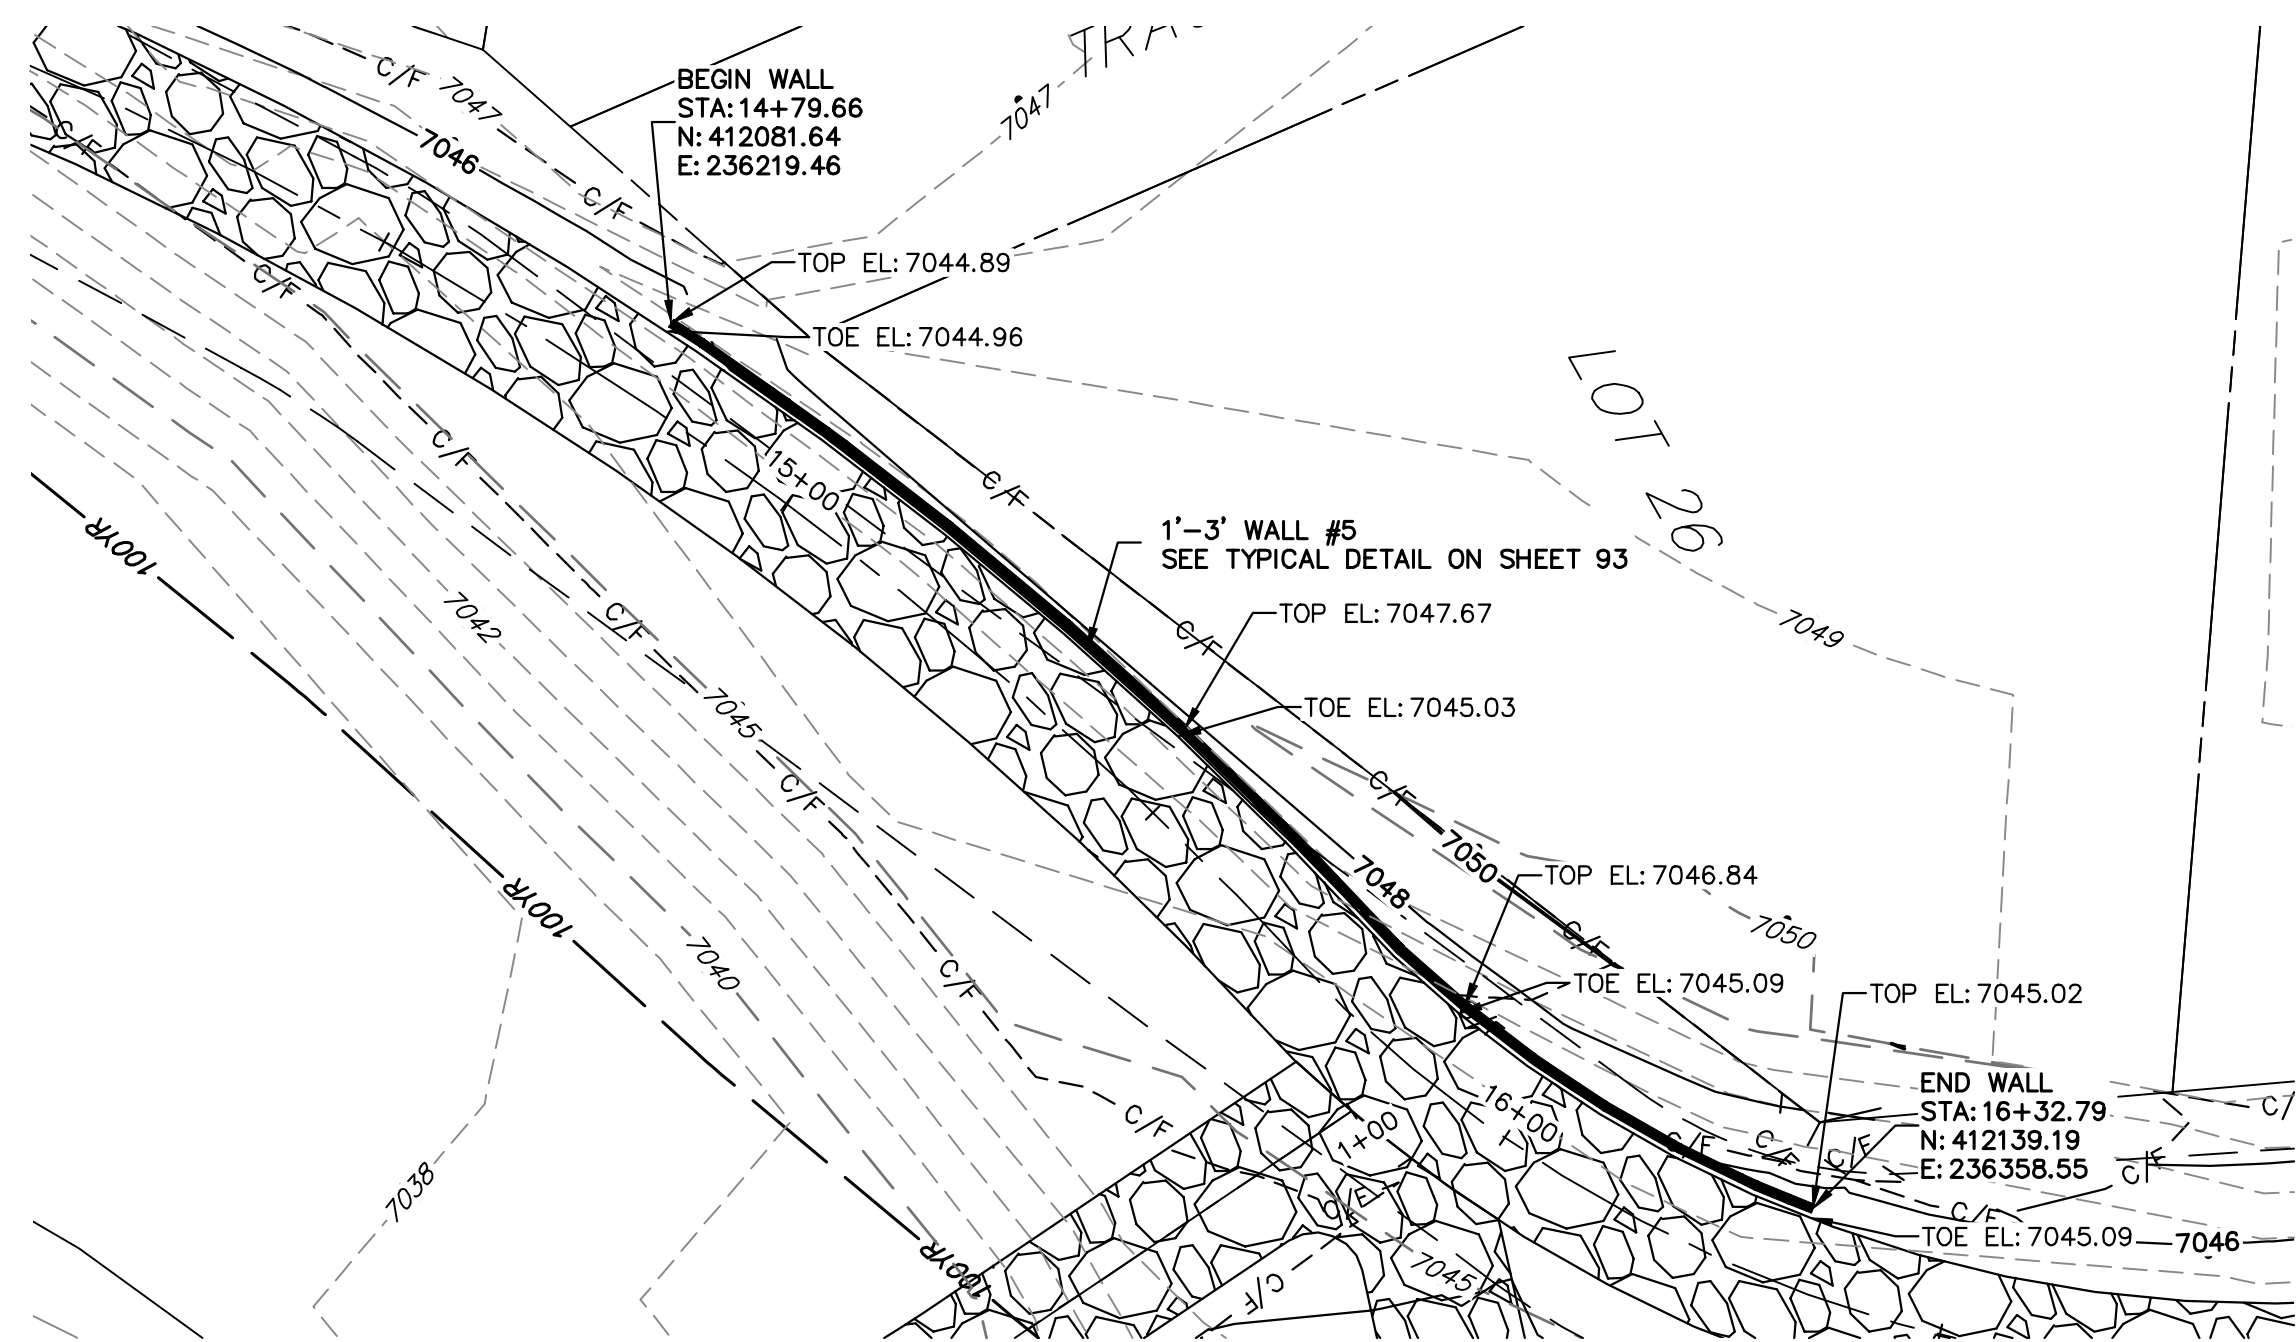 TRA
C/F
7047
BEGIN WALL
STA:14+79.66
N:412081.64
E:236219.46
7047
C/F
7046
C/F
TOP EL:7044.89
C/F
TOE EL:7044.96
LOT 26
C/F
15+00
C/F
1'-3' WALL #5
SEE TYPICAL DETAIL ON SHEET 93
100YR
7042
C/F
TOP EL:7047.67
C/F
7049
7045
TOE EL:7045.03
C/F
C/F
7050
7048
TOP EL:7046.84
100YR
7050
C/F
7040
C/F
TOE EL:7045.09
TOP EL:7045.02
END WALL
STA:16+32.79
N:412139.19
E:236358.55
C/F
16+00
1+00
C/F
C/F
C/F
C/F
C/
7038
C/F
C/F
TOE EL:7045.09
7046
100YR
7045
C/F